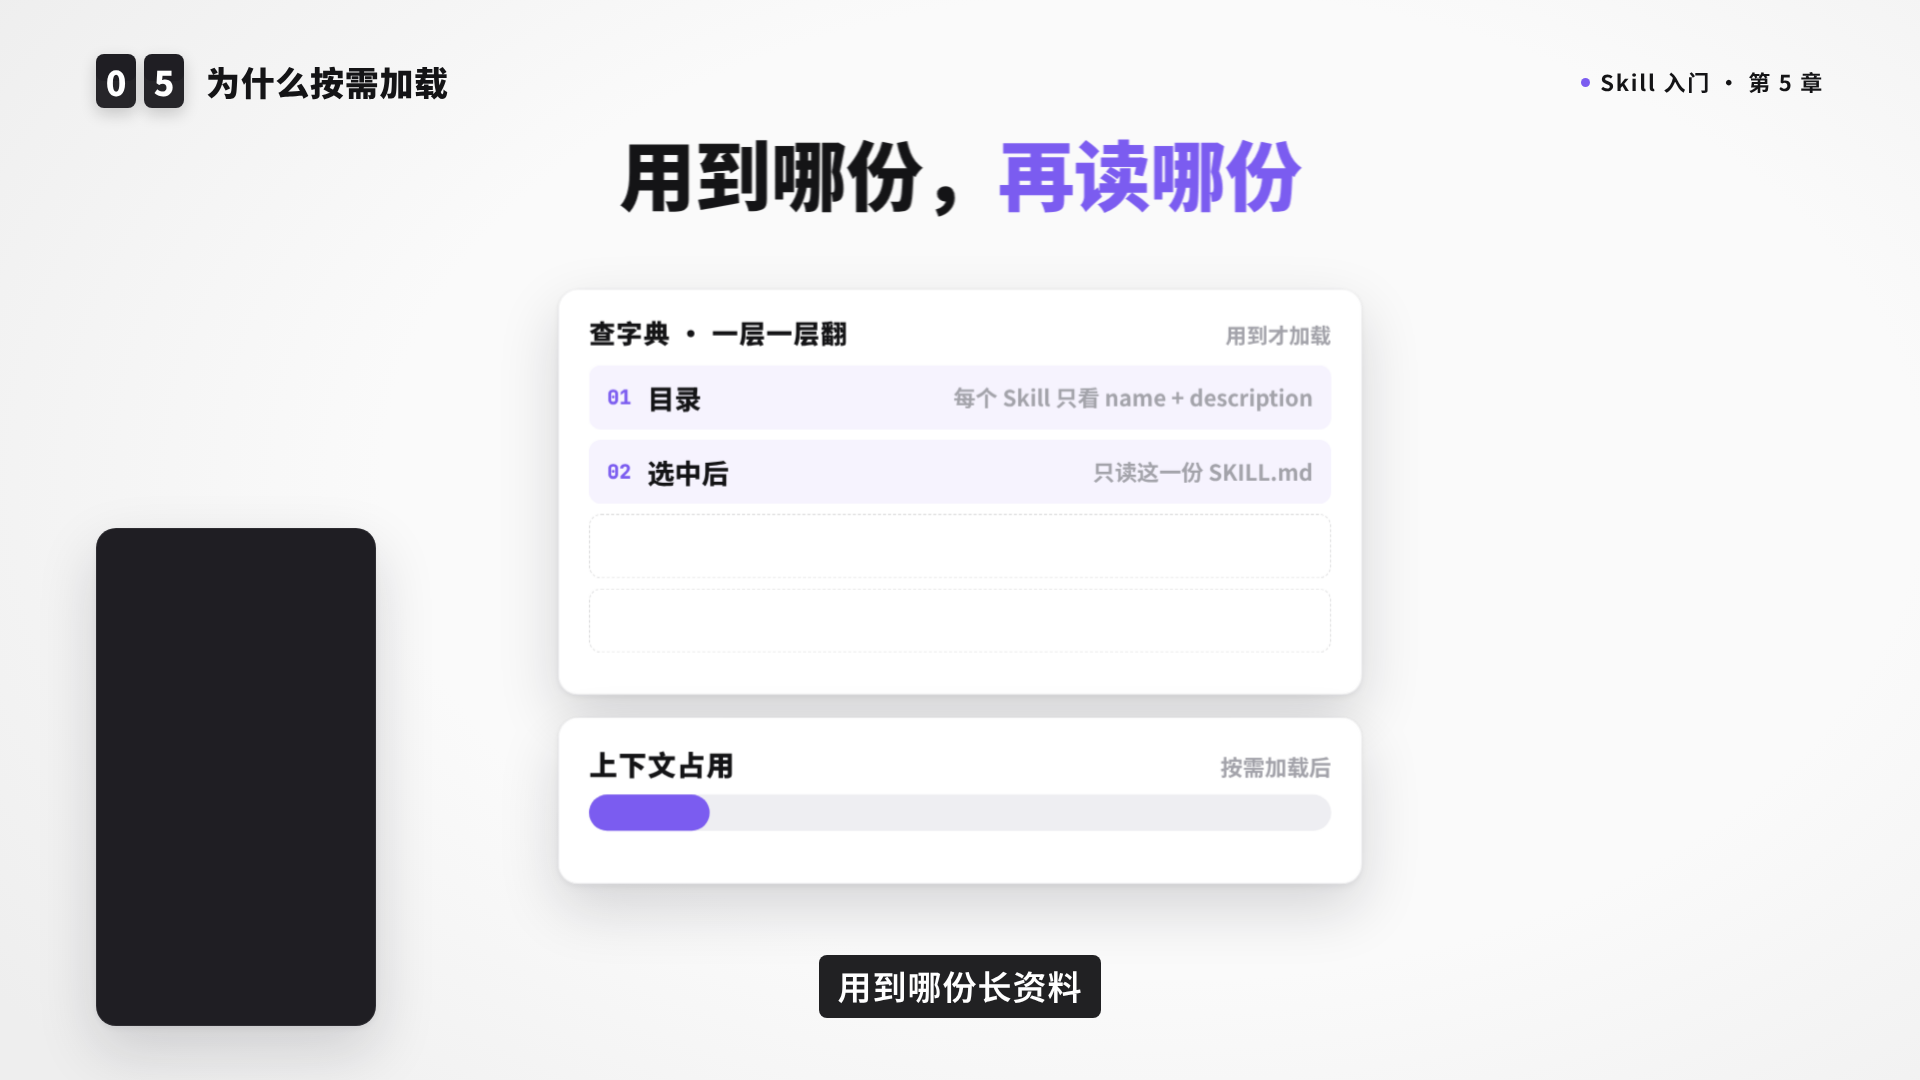 05 为什么按需加载
Skill 入门 · 第 5 章
用到哪份，再读哪份
查字典 · 一层一层翻 用到才加载
01 目录 每个 Skill 只看 name + description
02 选中后 只读这一份 SKILL.md
上下文占用 按需加载后
用到哪份长资料